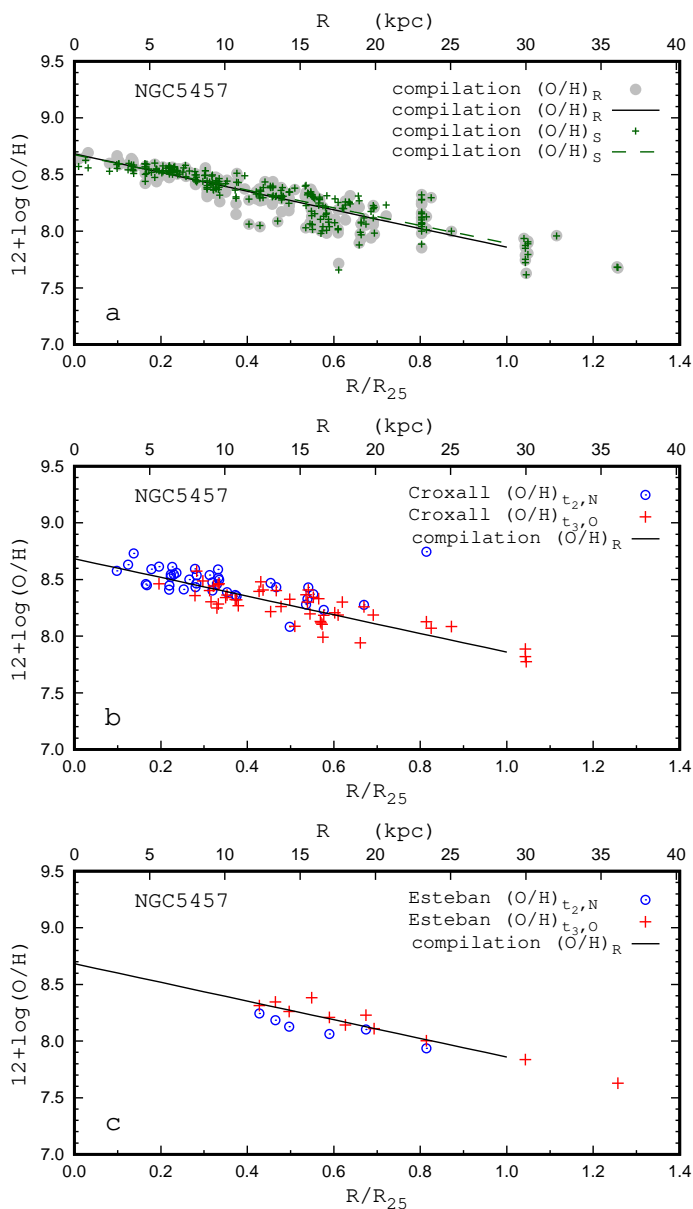 R (kpc)
0 5 10 15 20 25 30 35 40
9.5
9.0
8.5
8.0
7.5
7.0
12+log(O/H)
NGC5457
compilation (O/H)R
compilation (O/H)R
compilation (O/H)S
compilation (O/H)S
a
0.0 0.2 0.4 0.6 0.8 1.0 1.2 1.4
R/R25
R (kpc)
0 5 10 15 20 25 30 35 40
9.5
9.0
8.5
8.0
7.5
7.0
12+log(O/H)
NGC5457
Croxall (O/H)t2,N
Croxall (O/H)t3,O
compilation (O/H)R
b
0.0 0.2 0.4 0.6 0.8 1.0 1.2 1.4
R/R25
R (kpc)
0 5 10 15 20 25 30 35 40
9.5
9.0
8.5
8.0
7.5
7.0
12+log(O/H)
NGC5457
Esteban (O/H)t2,N
Esteban (O/H)t3,O
compilation (O/H)R
c
0.0 0.2 0.4 0.6 0.8 1.0 1.2 1.4
R/R25